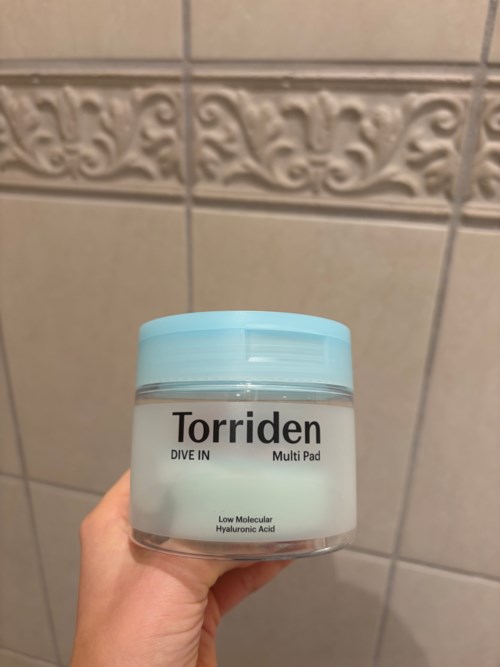 Torriden
DIVE IN Multi Pad
Low Molecular
Hyaluronic Acid